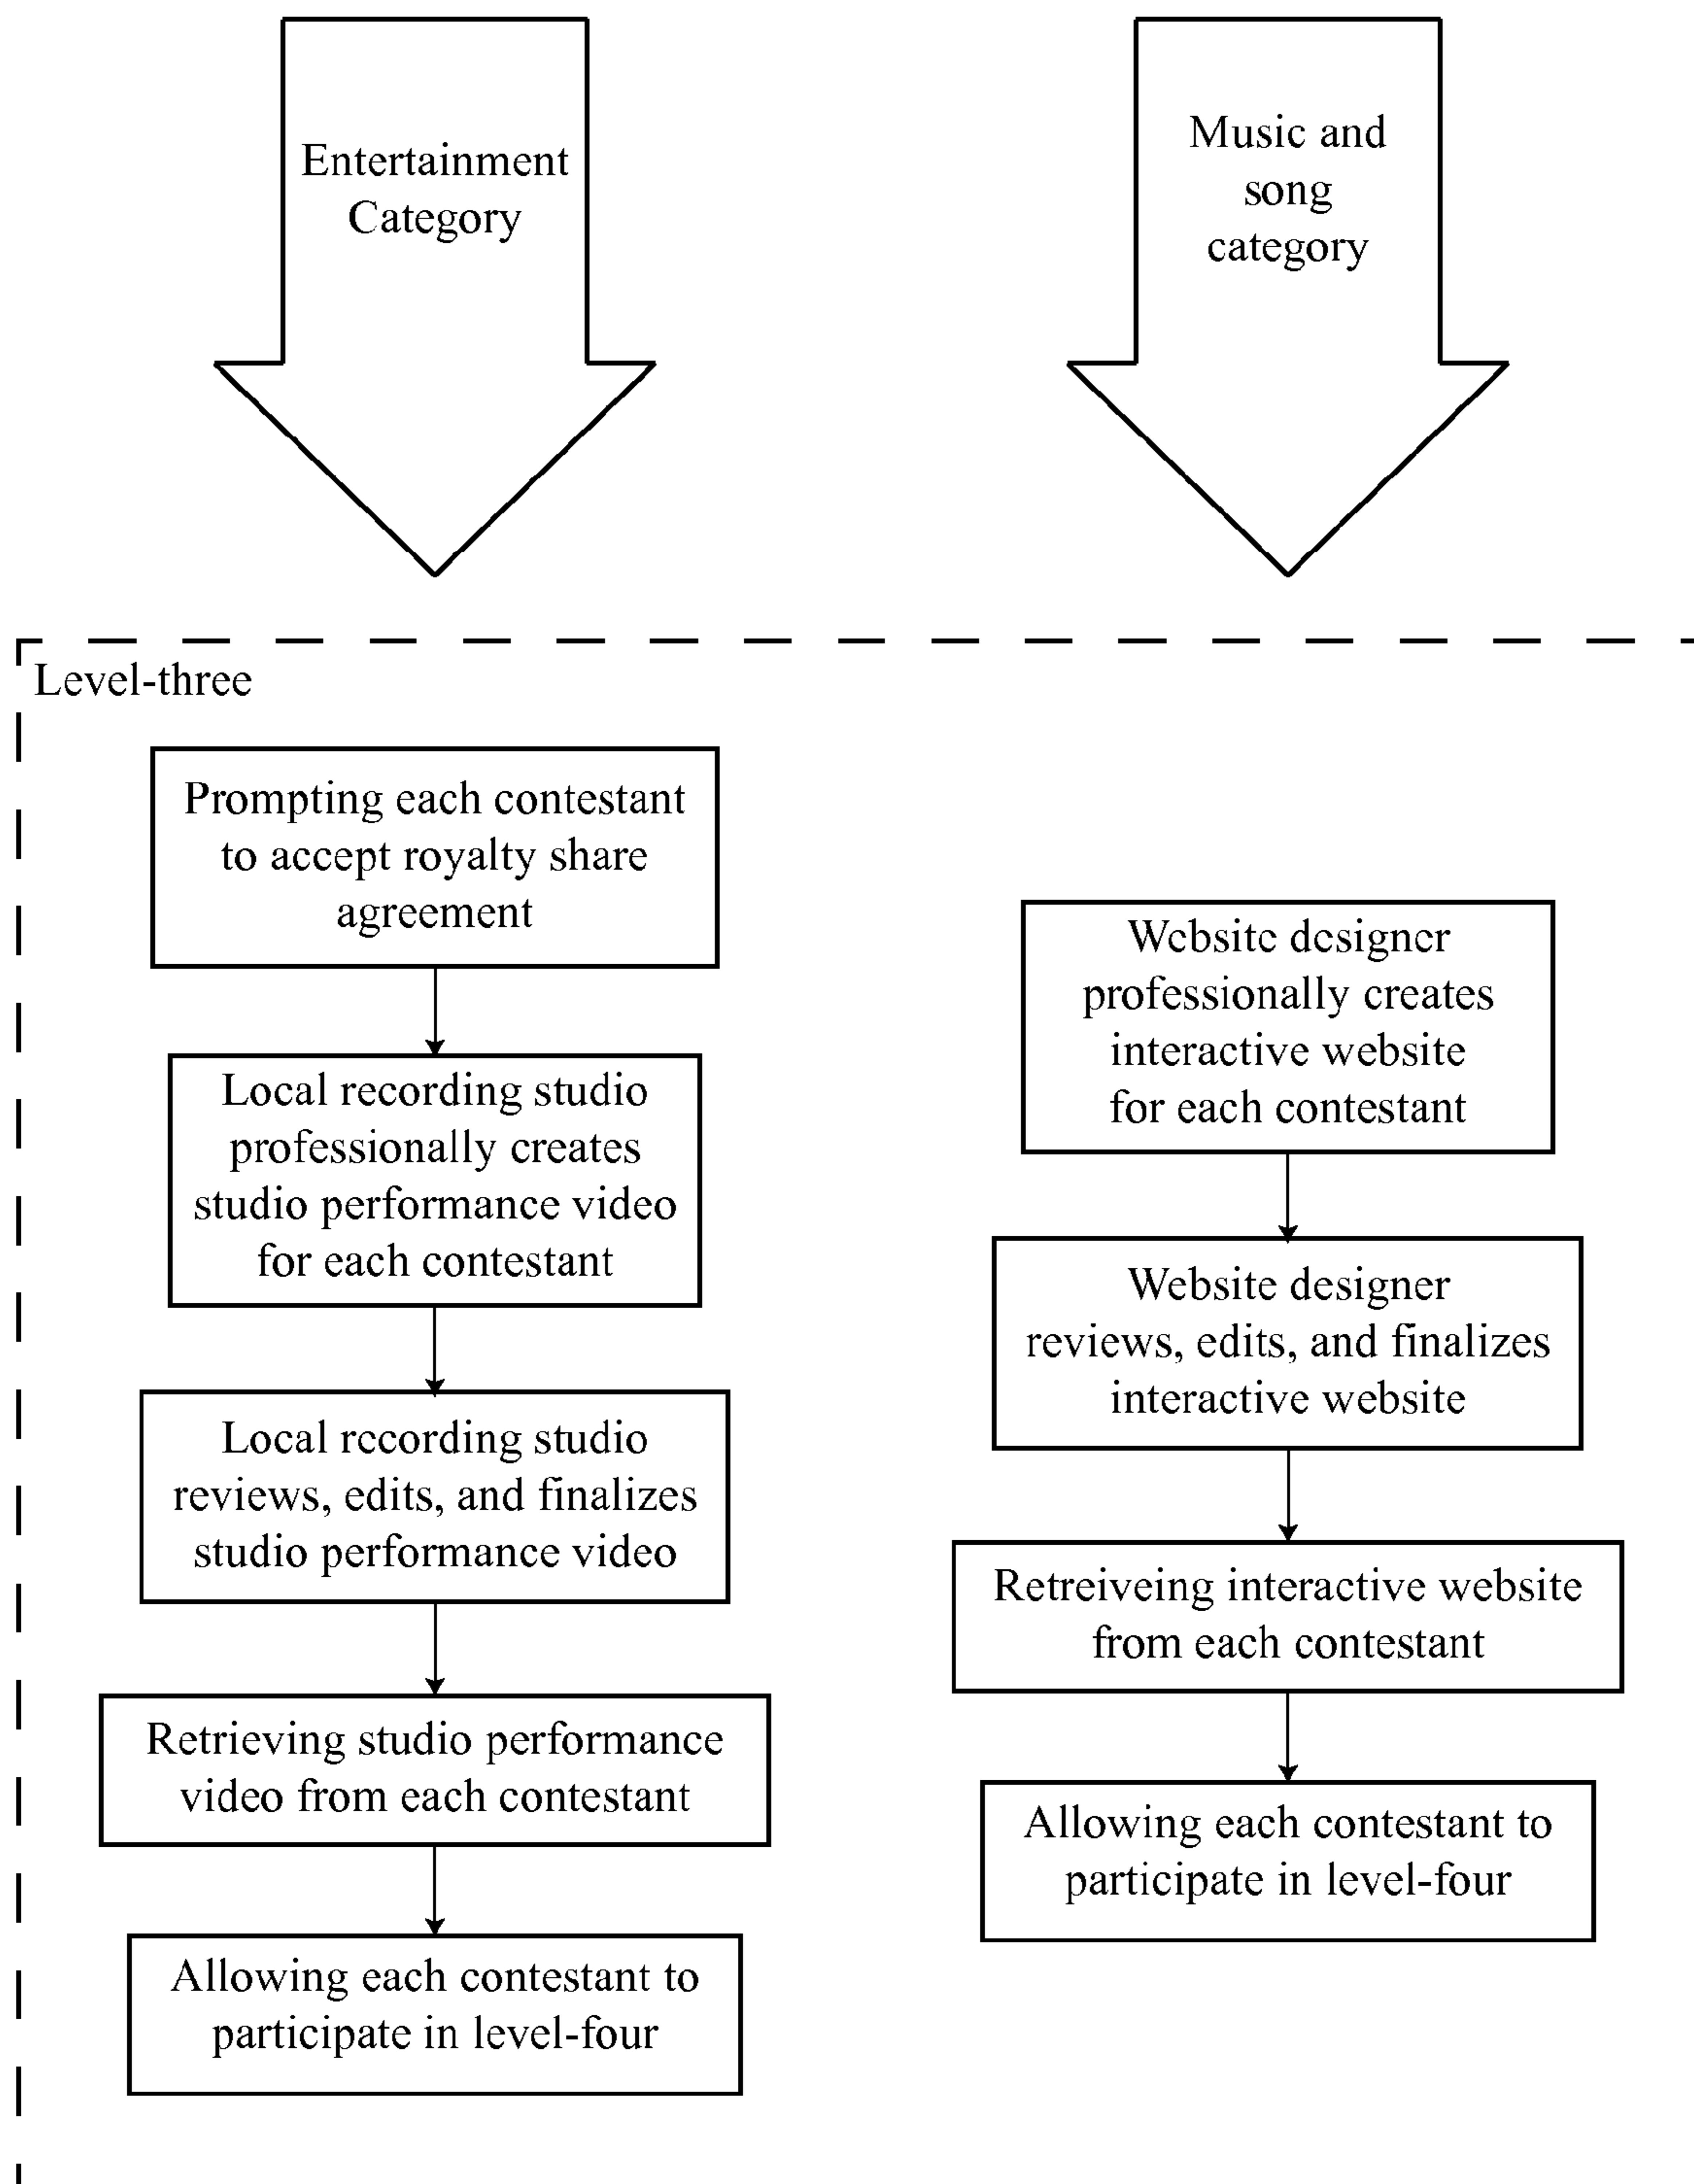 Entertainment
Category
Music and
song
category
Level-three
Prompting each contestant
to accept royalty share
agreement
Local recording studio
professionally creates
studio performance video
for each contestant
Local recording studio
reviews, edits, and finalizes
studio performance video
Retrieving studio performance
video from each contestant
Allowing each contestant to
participate in level-four
Website designer
professionally creates
interactive website
for each contestant
Website designer
reviews, edits, and finalizes
interactive website
Retreiveing interactive website
from each contestant
Allowing each contestant to
participate in level-four